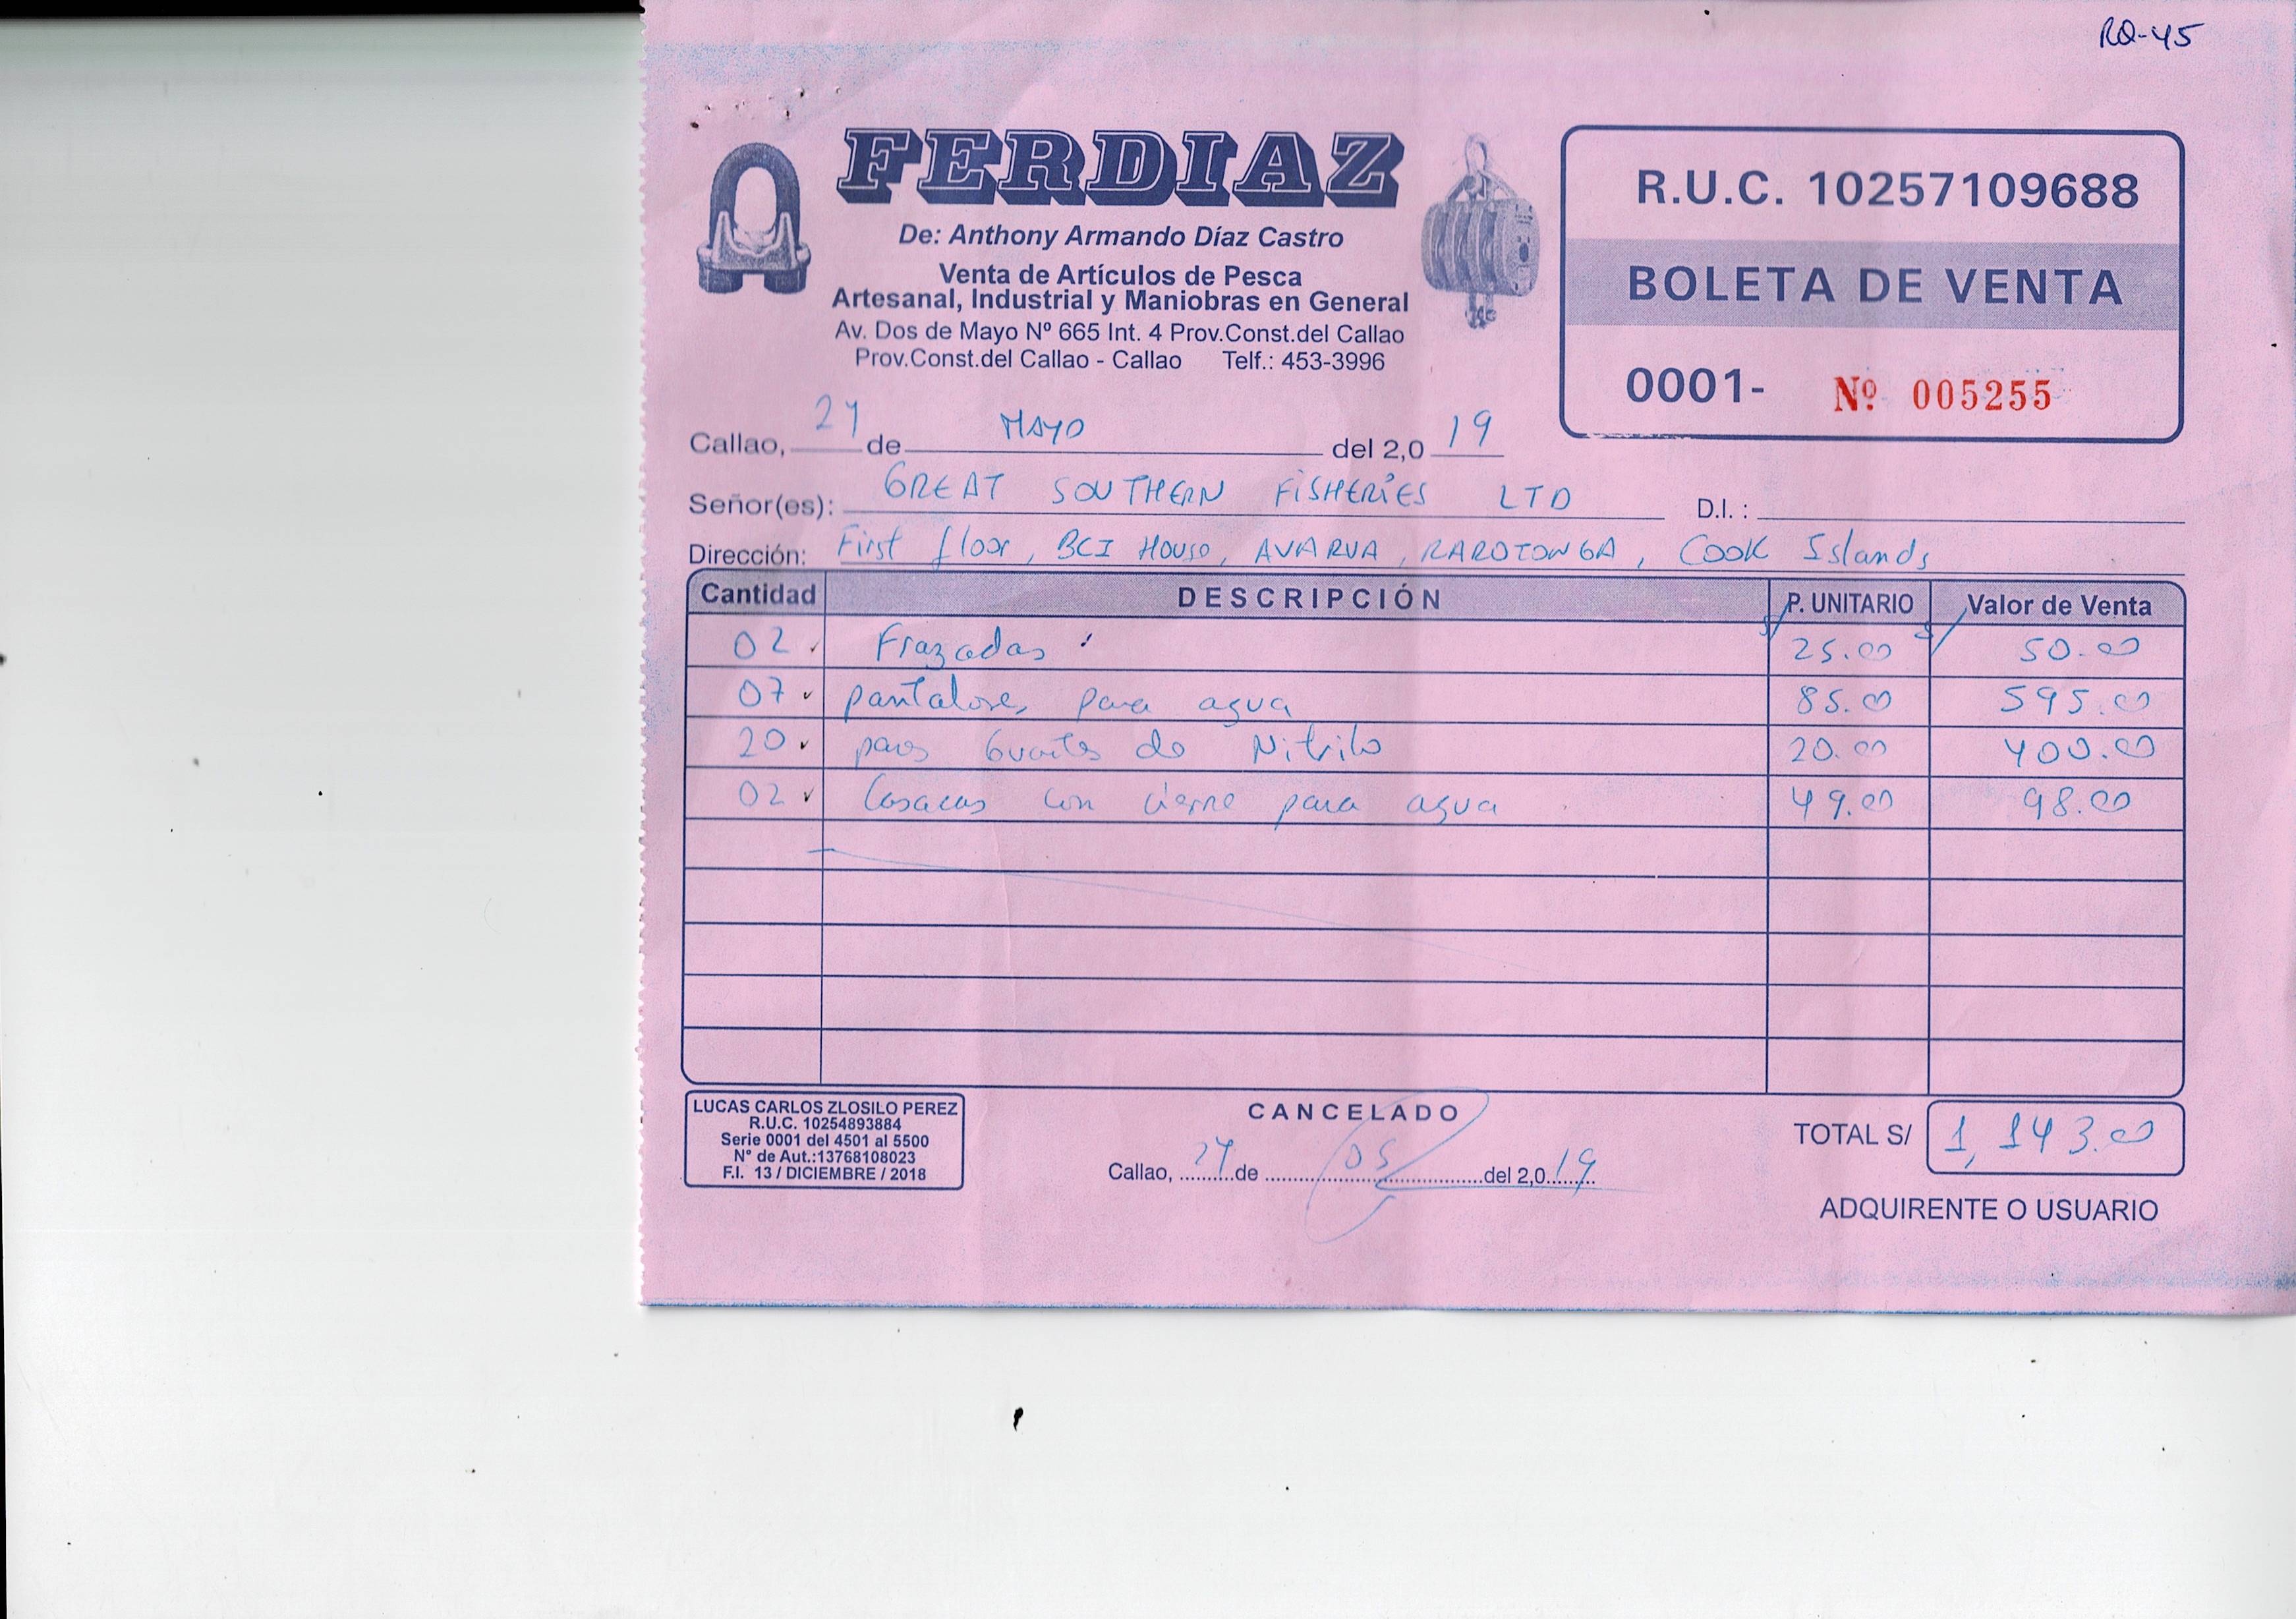 RQ-45
FERDIAZ
De: Anthony Armando Díaz Castro
Venta de Artículos de Pesca
Artesanal, Industrial y Maniobras en General
Av. Dos de Mayo Nº 665 Int. 4 Prov.Const.del Callao
Prov.Const.del Callao - Callao Telf.: 453-3996
R.U.C. 10257109688
BOLETA DE VENTA
0001- Nº 005255
Callao, de MAYO del 2,0 19
Señor(es): GREAT SOUTHERN FISHERIES LTD D.I. :
Dirección: First floor, BCI House, AVARUA, RAROTONGA, Cook Islands
Cantidad DESCRIPCIÓN P. UNITARIO Valor de Venta
02 Frazadas S/ 25.00 S/ 50.00
07 pantalones para agua 85.00 595.00
20 pares Guantes de Nitrilo 20.00 400.00
02 Casacas con cierre para agua 49.00 98.00
LUCAS CARLOS ZLOSILO PEREZ
R.U.C. 10254893884
Serie 0001 del 4501 al 5500
N° de Aut.:13768108023
F.I. 13 / DICIEMBRE / 2018
CANCELADO
Callao, de 05 del 2,0 19
TOTAL S/ 1,143.00
ADQUIRENTE O USUARIO